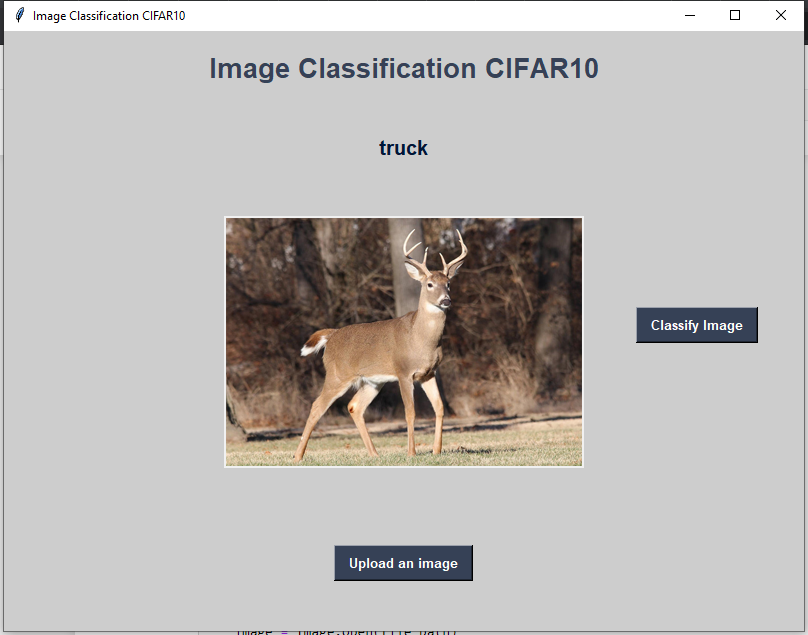 Image Classification CIFAR10
Image Classification CIFAR10
truck
Classify Image
Upload an image